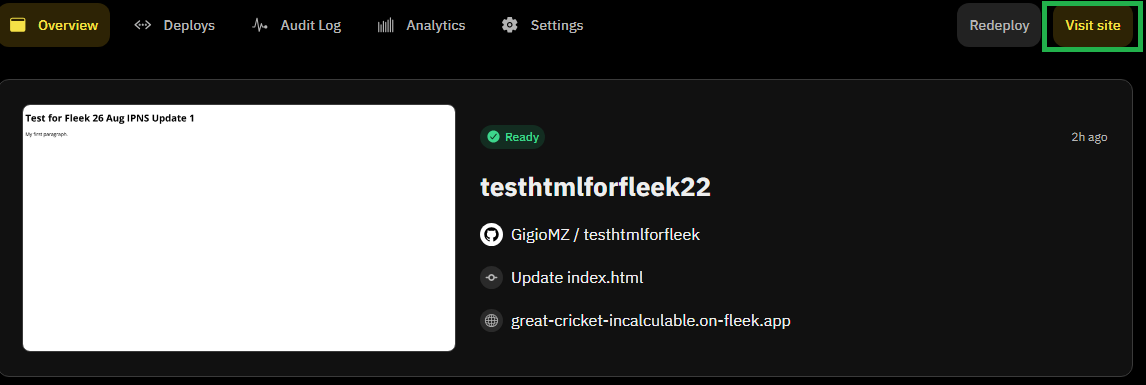 Overview
Deploys
Audit Log
Analytics
Settings
Redeploy
Visit site
Test for Fleek 26 Aug IPNS Update 1
My first paragraph.
Ready
2h ago
testhtmlforfleek22
GigioMZ / testhtmlforfleek
Update index.html
great-cricket-incalculable.on-fleek.app